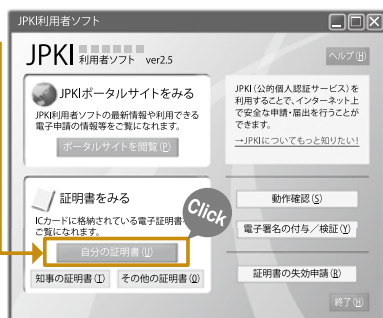 JPKI利用者ソフト
JPKI 利用者ソフト ver2.5
ヘルプ(H)
JPKIポータルサイトをみる
JPKI利用者ソフトの最新情報や利用できる
電子申請の情報等をご覧になれます。
ポータルサイトを閲覧(P)
JPKI(公的個人認証サービス)を
利用することで、インターネット上
で安全な申請・届出を行うことが
できます。
→JPKIについてもっと知りたい!
証明書をみる
ICカードに格納されている電子証明書
ご覧になれます。
Click
自分の証明書(U)
知事の証明書(T) その他の証明書(O)
動作確認(S)
電子署名の付与/検証(Y)
証明書の失効申請(R)
終了(H)